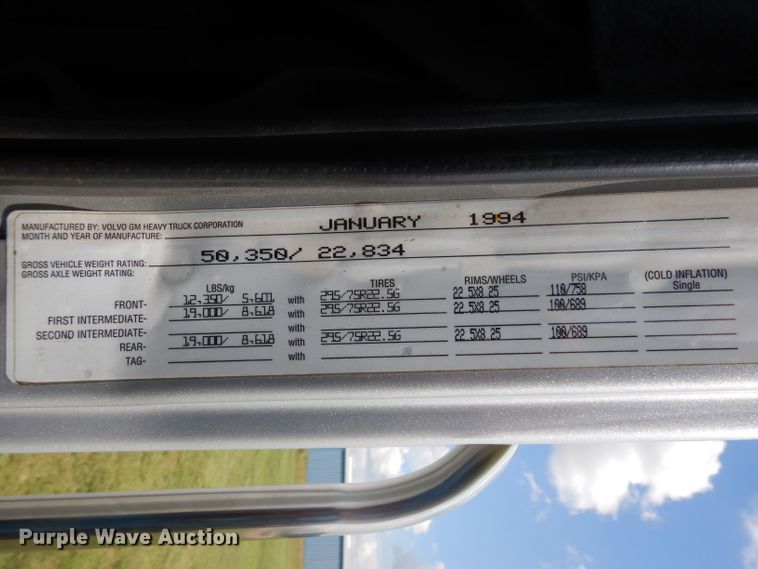 MANUFACTURED BY: VOLVO GM HEAVY TRUCK CORPORATION
MONTH AND YEAR OF MANUFACTURE: JANUARY 1994
GROSS VEHICLE WEIGHT RATING: 50,350/ 22,834
GROSS AXLE WEIGHT RATING:
LBS/kg TIRES RIMS/WHEELS PSI/KPA (COLD INFLATION)
Single
FRONT- 12,350/ 5,601 with 295/75R22.5G 22.5X8.25 110/758
FIRST INTERMEDIATE- 19,000/ 8,618 with 295/75R22.5G 22.5X8.25 100/689
SECOND INTERMEDIATE- with
REAR- 19,000/ 8,618 with 295/75R22.5G 22.5X8.25 100/689
TAG- with
Purple Wave Auction